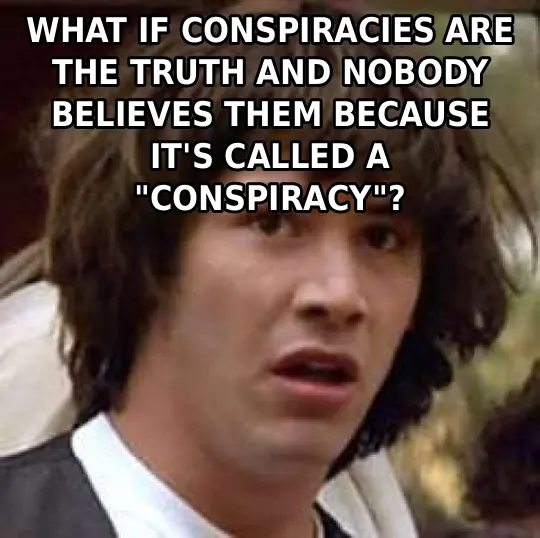 WHAT IF CONSPIRACIES ARE
THE TRUTH AND NOBODY
BELIEVES THEM BECAUSE
IT'S CALLED A
"CONSPIRACY"?